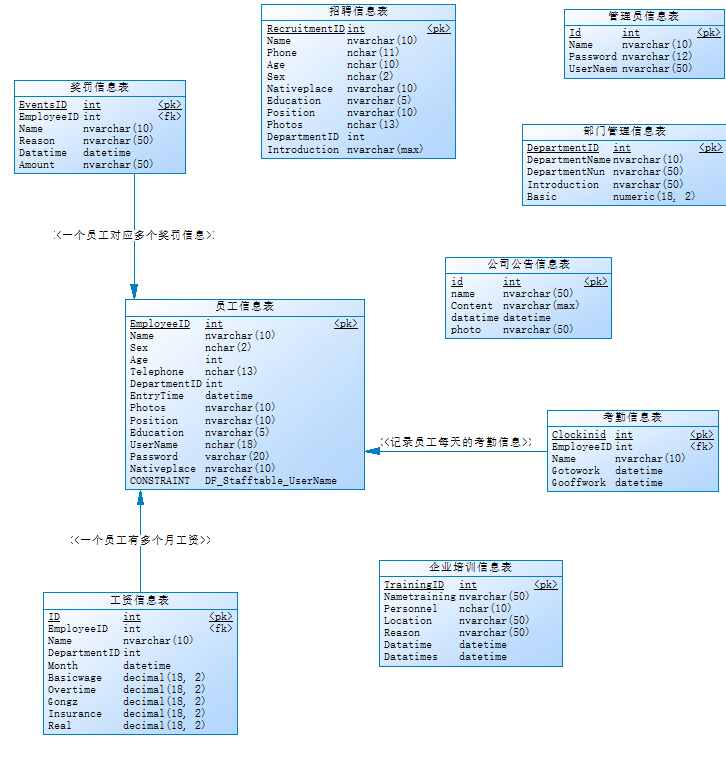 招聘信息表
RecruitmentID int <pk>
Name nvarchar(10)
Phone nchar(11)
Age nchar(10)
Sex nchar(2)
Nativeplace nvarchar(10)
Education nvarchar(5)
Position nvarchar(10)
Photos nchar(13)
DepartmentID int
Introduction nvarchar(max)
管理员信息表
Id int <pk>
Name nvarchar(10)
Password nvarchar(12)
UserNaem nvarchar(50)
奖罚信息表
EventsID int <pk>
EmployeeID int <fk>
Name nvarchar(10)
Reason nvarchar(50)
Datatime datetime
Amount nvarchar(50)
部门管理信息表
DepartmentID int <pk>
DepartmentName nvarchar(10)
DepartmentNun nvarchar(50)
Introduction nvarchar(50)
Basic numeric(18, 2)
<<一个员工对应多个奖罚信息>>
公司公告信息表
id int <pk>
name nvarchar(50)
Content nvarchar(max)
datatime datetime
photo nvarchar(50)
员工信息表
EmployeeID int <pk>
Name nvarchar(10)
Sex nchar(2)
Age int
Telephone nchar(13)
DepartmentID int
EntryTime datetime
Photos nvarchar(10)
Position nvarchar(10)
Education nvarchar(5)
UserName nchar(18)
Password varchar(20)
Nativeplace nvarchar(10)
CONSTRAINT DF_Stafftable_UserName
<<记录员工每天的考勤信息>>
考勤信息表
Clockinid int <pk>
EmployeeID int <fk>
Name nvarchar(10)
Gotowork datetime
Gooffwork datetime
<<一个员工有多个月工资>>
企业培训信息表
TrainingID int <pk>
Nametraining nvarchar(50)
Personnel nchar(10)
Location nvarchar(50)
Reason nvarchar(50)
Datatime datetime
Datatimes datetime
工资信息表
ID int <pk>
EmployeeID int <fk>
Name nvarchar(10)
DepartmentID int
Month datetime
Basicwage decimal(18, 2)
Overtime decimal(18, 2)
Gongz decimal(18, 2)
Insurance decimal(18, 2)
Real decimal(18, 2)